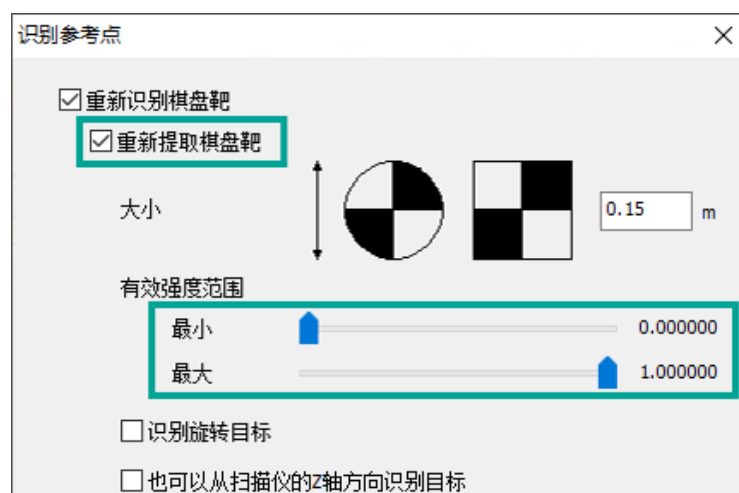 识别参考点
重新识别棋盘靶
重新提取棋盘靶
大小 0.15 m
有效强度范围
最小 0.000000
最大 1.000000
识别旋转目标
也可以从扫描仪的Z轴方向识别目标